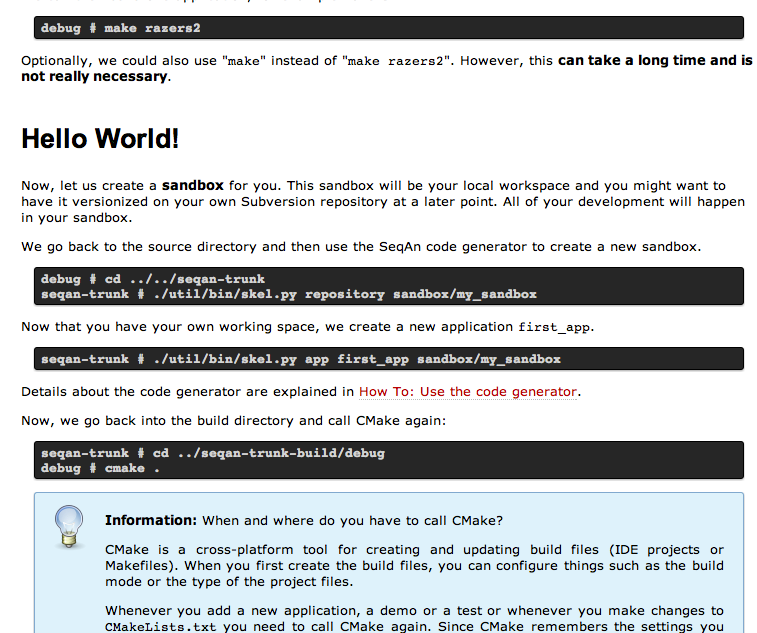 debug # make razers2
Optionally, we could also use "make" instead of "make razers2". However, this can take a long time and is
not really necessary.
Hello World!
Now, let us create a sandbox for you. This sandbox will be your local workspace and you might want to
have it versionized on your own Subversion repository at a later point. All of your development will happen
in your sandbox.
We go back to the source directory and then use the SeqAn code generator to create a new sandbox.
debug # cd ../../seqan-trunk
seqan-trunk # ./util/bin/skel.py repository sandbox/my_sandbox
Now that you have your own working space, we create a new application first_app.
seqan-trunk # ./util/bin/skel.py app first_app sandbox/my_sandbox
Details about the code generator are explained in How To: Use the code generator.
Now, we go back into the build directory and call CMake again:
seqan-trunk # cd ../seqan-trunk-build/debug
debug # cmake .
Information: When and where do you have to call CMake?
CMake is a cross-platform tool for creating and updating build files (IDE projects or
Makefiles). When you first create the build files, you can configure things such as the build
mode or the type of the project files.
Whenever you add a new application, a demo or a test or whenever you make changes to
CMakeLists.txt you need to call CMake again. Since CMake remembers the settings you